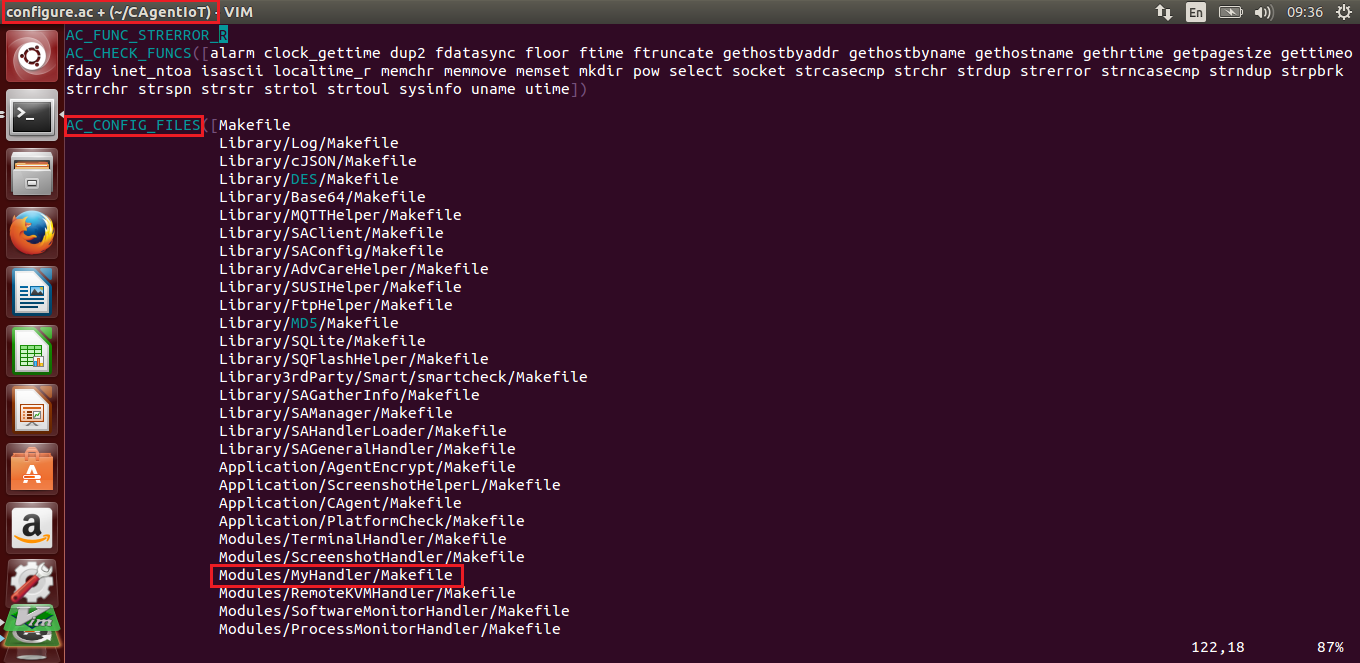 configure.ac + (~/CAgentIoT) - VIM
En
09:36
AC_FUNC_STRERROR_R
AC_CHECK_FUNCS([alarm clock_gettime dup2 fdatasync floor ftime ftruncate gethostbyaddr gethostbyname gethostname gethrtime getpagesize gettimeo
fday inet_ntoa isascii localtime_r memchr memmove memset mkdir pow select socket strcasecmp strchr strdup strerror strncasecmp strndup strpbrk
strrchr strspn strstr strtol strtoul sysinfo uname utime])
AC_CONFIG_FILES([Makefile
Library/Log/Makefile
Library/cJSON/Makefile
Library/DES/Makefile
Library/Base64/Makefile
Library/MQTTHelper/Makefile
Library/SAClient/Makefile
Library/SAConfig/Makefile
Library/AdvCareHelper/Makefile
Library/SUSIHelper/Makefile
Library/FtpHelper/Makefile
Library/MD5/Makefile
Library/SQLite/Makefile
Library/SQFlashHelper/Makefile
Library3rdParty/Smart/smartcheck/Makefile
Library/SAGatherInfo/Makefile
Library/SAManager/Makefile
Library/SAHandlerLoader/Makefile
Library/SAGeneralHandler/Makefile
Application/AgentEncrypt/Makefile
Application/ScreenshotHelperL/Makefile
Application/CAgent/Makefile
Application/PlatformCheck/Makefile
Modules/TerminalHandler/Makefile
Modules/ScreenshotHandler/Makefile
Modules/MyHandler/Makefile
Modules/RemoteKVMHandler/Makefile
Modules/SoftwareMonitorHandler/Makefile
Modules/ProcessMonitorHandler/Makefile
122,18 87%